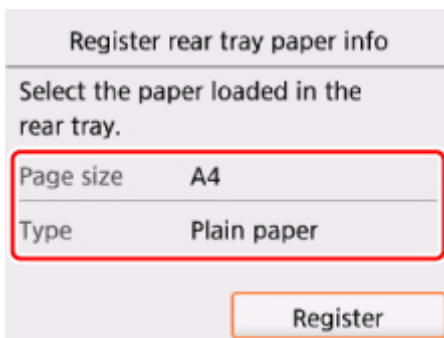 Register rear tray paper info
Select the paper loaded in the
rear tray.
Page size A4
Type Plain paper
Register